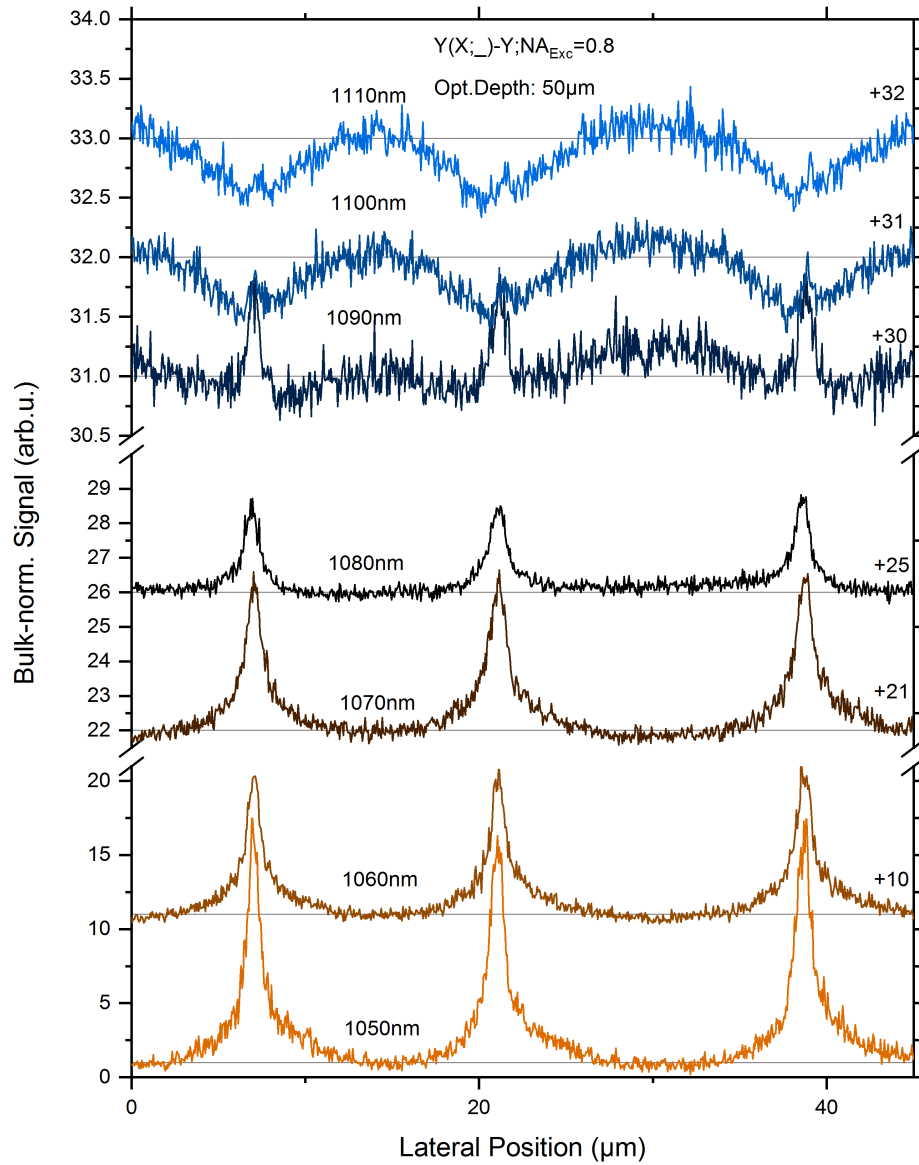 34.0
Y(X;_)-Y;NA_Exc=0.8
33.5
1110nm
Opt.Depth: 50µm
+32
33.0
32.5
1100nm
+31
32.0
31.5
1090nm
+30
31.0
30.5
29
28
27
1080nm
+25
26
25
24
23
1070nm
+21
22
20
15
1060nm
+10
10
5
1050nm
0
0
20
40
Lateral Position (µm)
Bulk-norm. Signal (arb.u.)